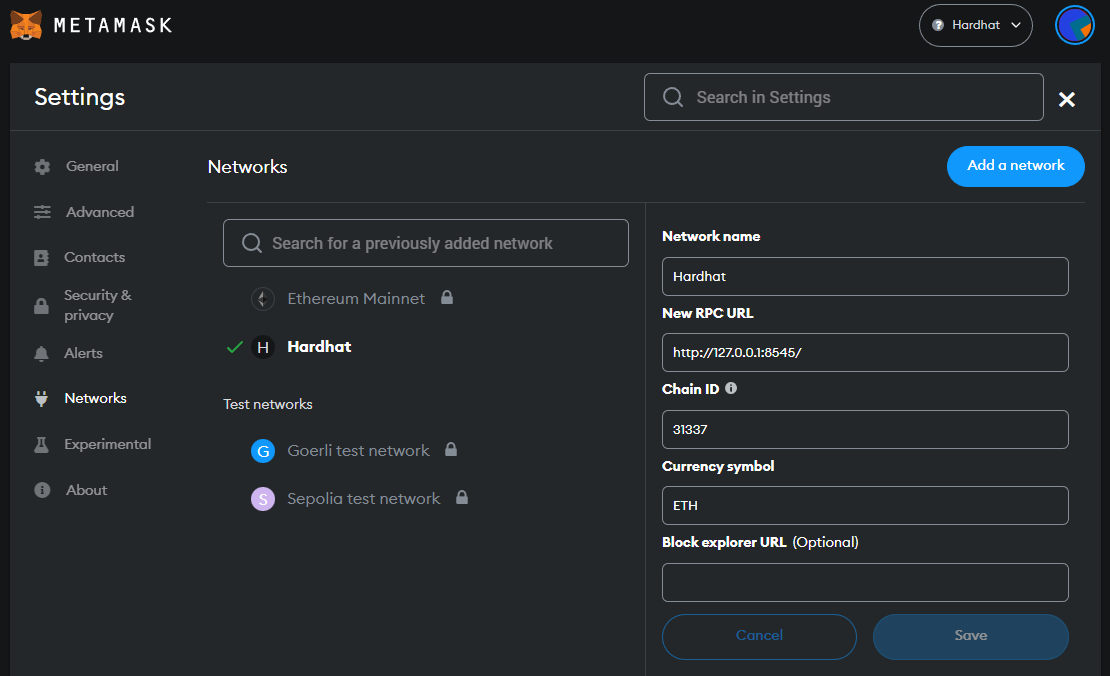 METAMASK
? Hardhat
Settings
Search in Settings
General
Advanced
Contacts
Security &
privacy
Alerts
Networks
Experimental
About
Networks
Add a network
Search for a previously added network
Ethereum Mainnet
H Hardhat
Test networks
G Goerli test network
S Sepolia test network
Network name
Hardhat
New RPC URL
http://127.0.0.1:8545/
Chain ID
31337
Currency symbol
ETH
Block explorer URL (Optional)
Cancel
Save